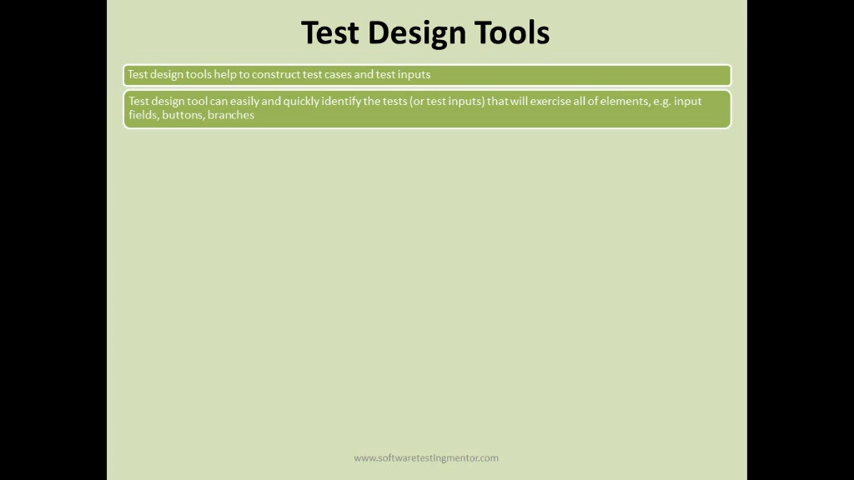 Test Design Tools
Test design tools help to construct test cases and test inputs
Test design tool can easily and quickly identify the tests (or test inputs) that will exercise all of elements, e.g. input
fields, buttons, branches
www.softwaretestingmentor.com